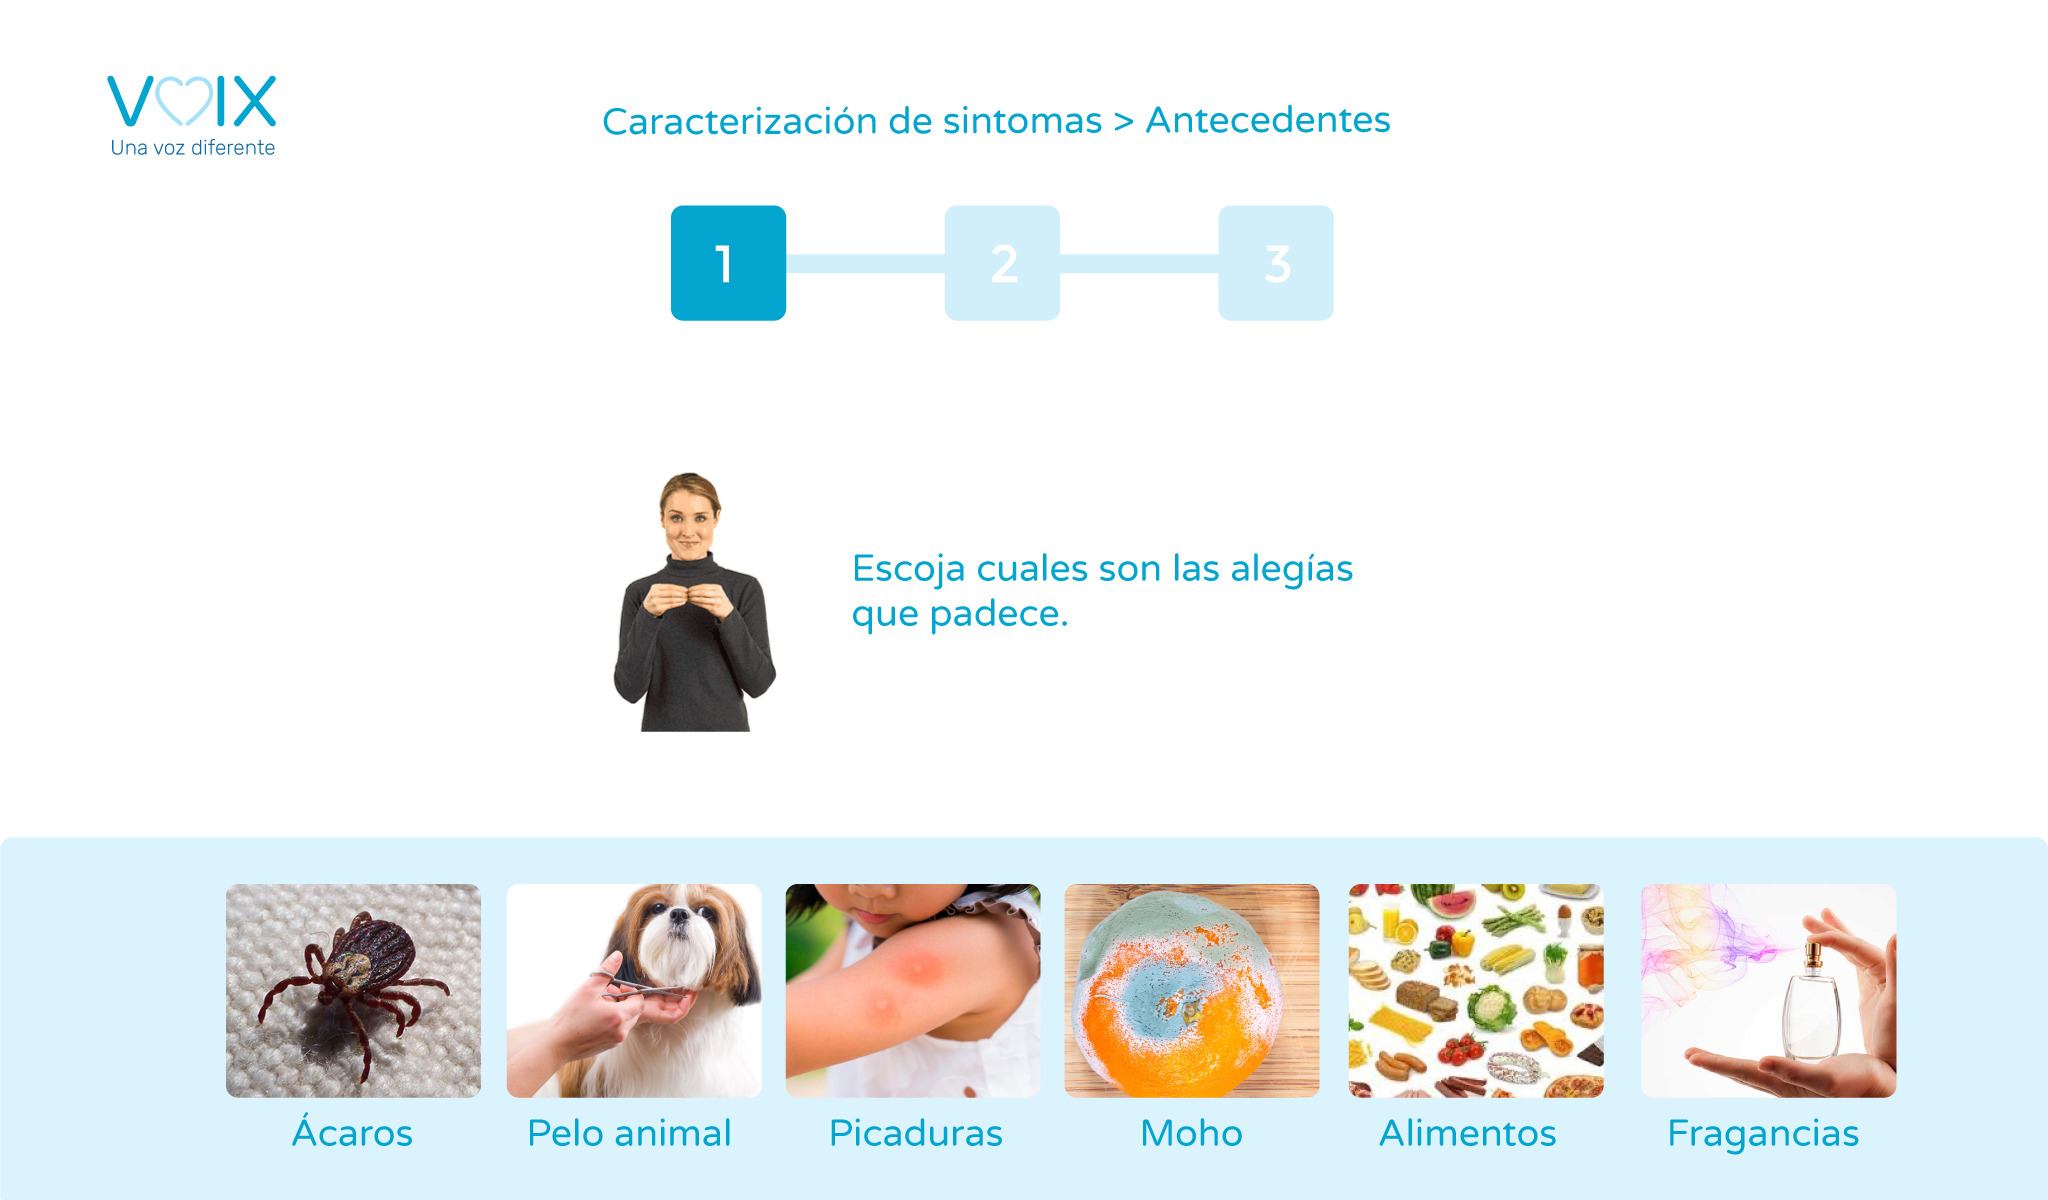 VOIX
Una voz diferente
Caracterización de sintomas > Antecedentes
1
2
3
Escoja cuales son las alegías
que padece.
Ácaros
Pelo animal
Picaduras
Moho
Alimentos
Fragancias